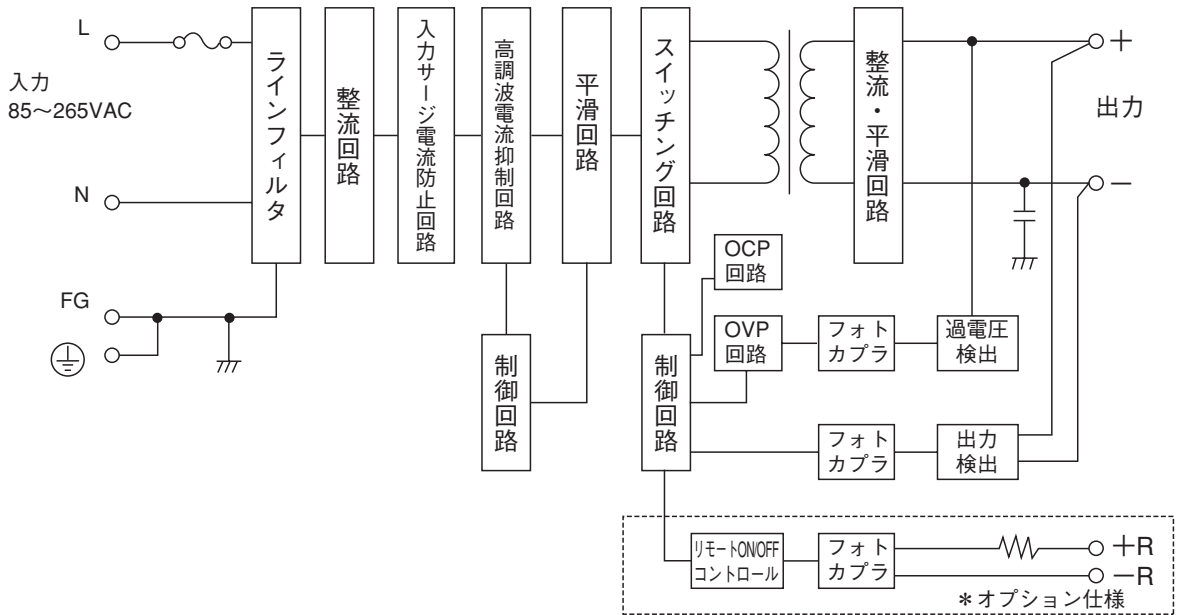 L
入力
85〜265VAC
N
FG
ラインフィルタ
整流回路
入力サージ電流防止回路
高調波電流抑制回路
平滑回路
スイッチング回路
整流・平滑回路
＋
出力
－
制御回路
制御回路
OCP
回路
OVP
回路
フォト
カプラ
過電圧
検出
フォト
カプラ
出力
検出
リモートON/OFF
コントロール
フォト
カプラ
＋R
－R
＊オプション仕様